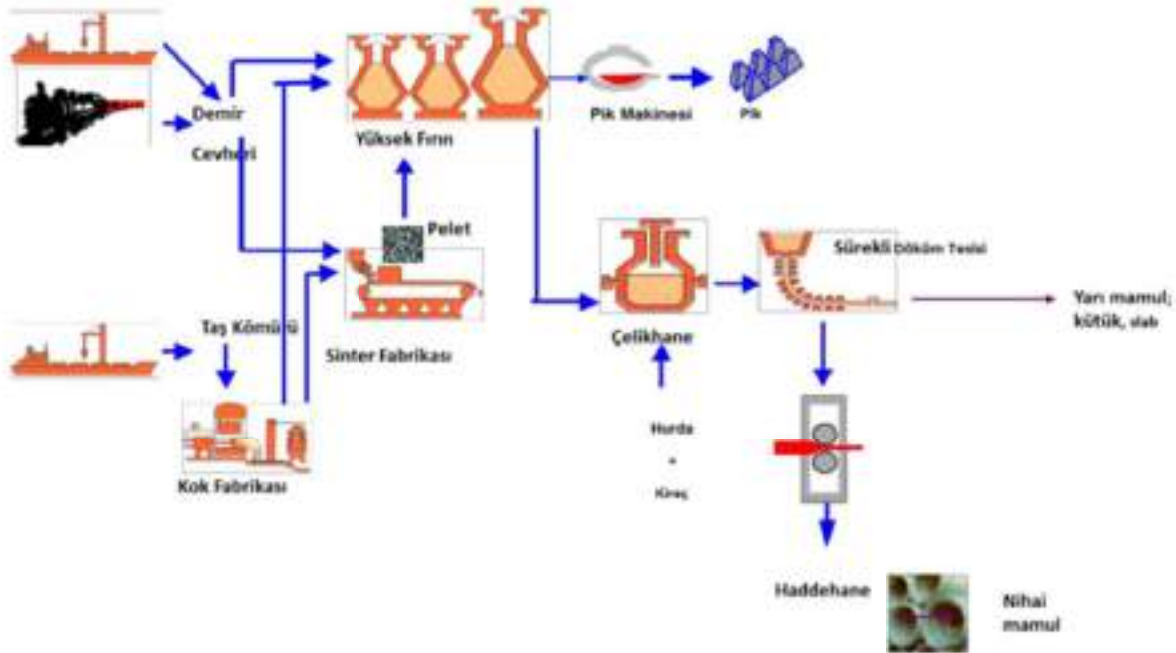 Demir
Cevheri
Yüksek Fırın
Pik Makinesi
Pik
Pelet
Sinter Fabrikası
Taş Kömürü
Kok Fabrikası
Çelikhane
Hurda
+
Kireç
Sürekli Döküm Tesisi
Yarı mamul;
kütük, slab
Haddehane
Nihai
mamul